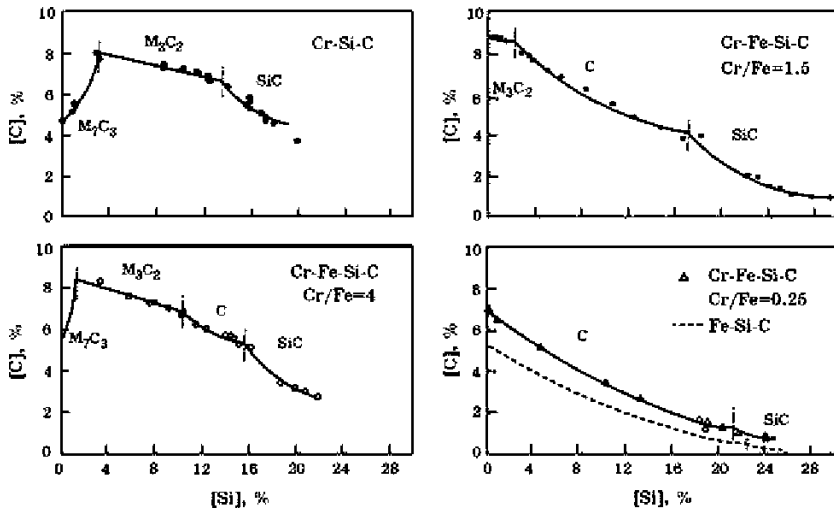 10
8
6
4
2
0
[C], %
M₃C₂
Cr-Si-C
SiC
M₇C₃
8
6
4
2
0
[C], %
C
Cr-Fe-Si-C
Cr/Fe=1.5
M₃C₂
SiC
10
8
6
4
2
0
[C], %
M₃C₂
Cr-Fe-Si-C
Cr/Fe=4
C
M₇C₃
SiC
0 4 8 12 16 20 24 28
[Si], %
10
8
6
4
2
0
[C], %
Cr-Fe-Si-C
Cr/Fe=0.25
Fe-Si-C
C
SiC
0 4 8 12 16 20 24 28
[Si], %